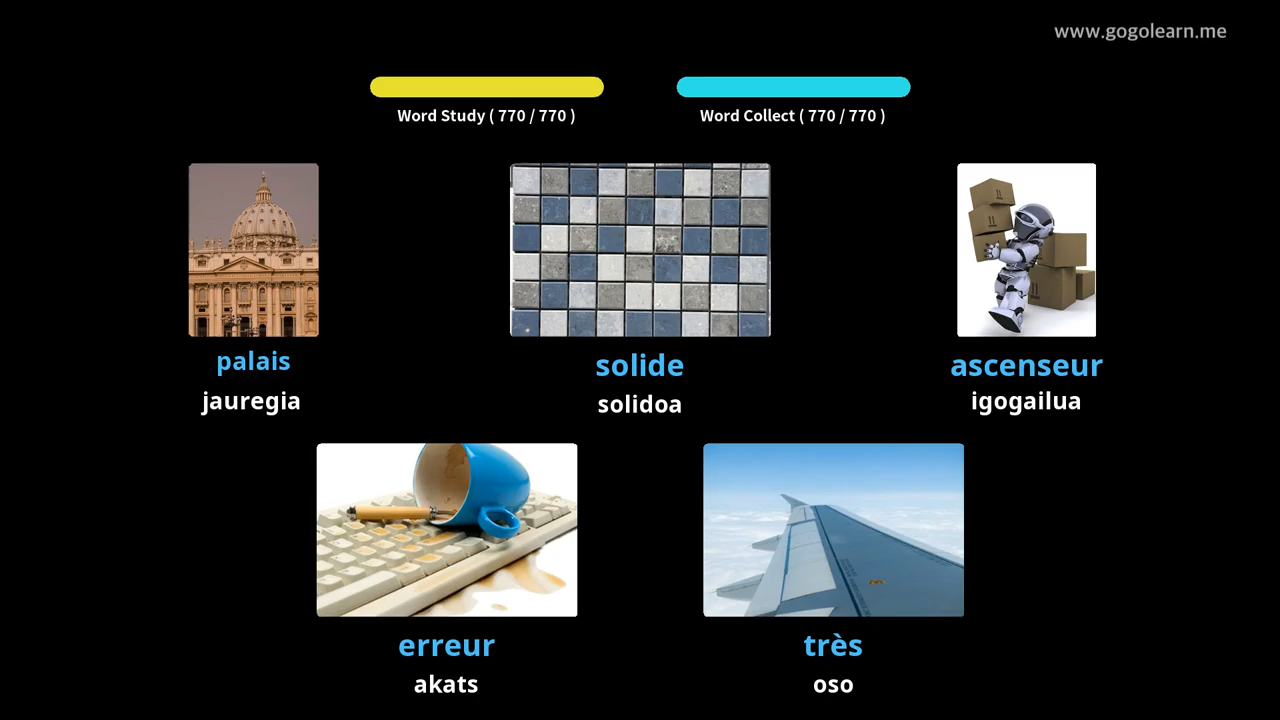 www.gogolearn.me
Word Study ( 770 / 770 )
Word Collect ( 770 / 770 )
palais
jauregia
solide
solidoa
ascenseur
igogailua
erreur
akats
très
oso